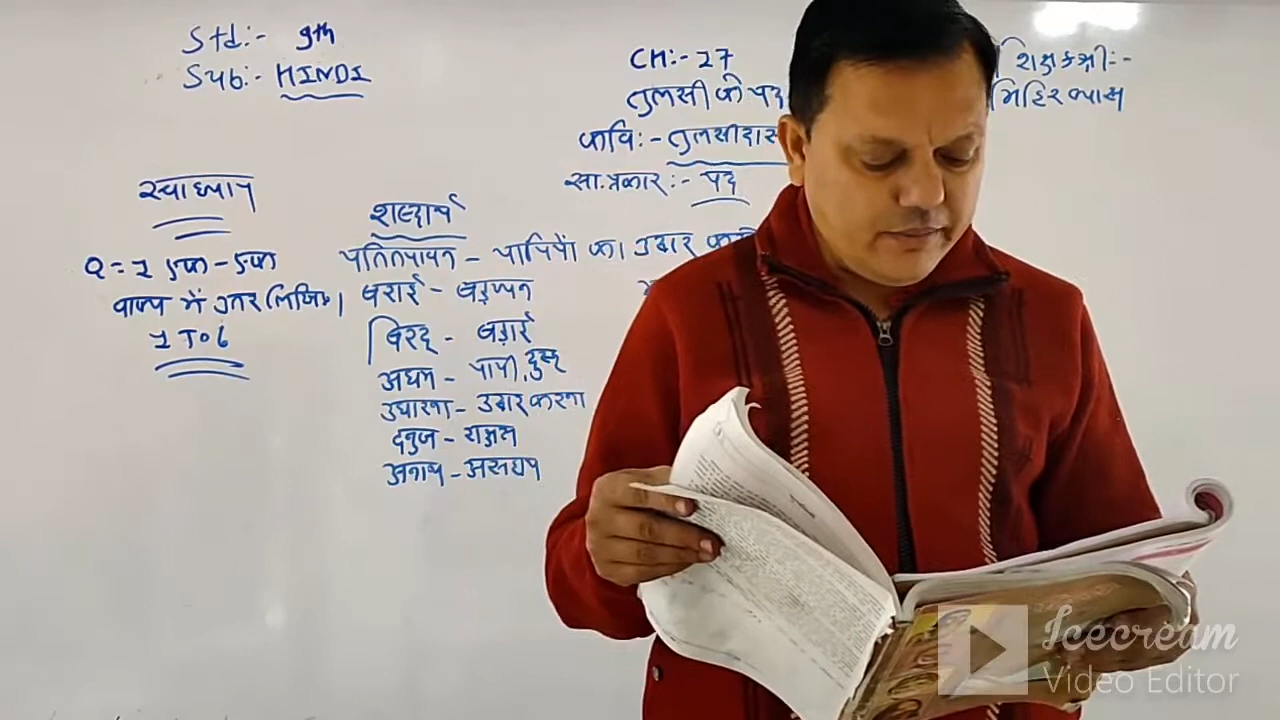 Std:- 9th
Sub:- HINDI
CH:- 27
तुलसी के पद
कवि:- तुलसीदास
सा.प्रकार:- पद
शिक्षकश्री:-
मिहिर व्यास
स्वाध्याय
Q=1 एक-एक
वाक्य में उत्तर लिखिए।
1 To 6
शब्दार्थ
पतितपावन - पापियों का उद्धार
बराई - बड़प्पन
बिरद - बड़ाई
अधम - पापी, दुष्ट
उधारना - उद्धार करना
दनुज - राक्षस
अनाथ - असहाय
Icecream
Video Editor